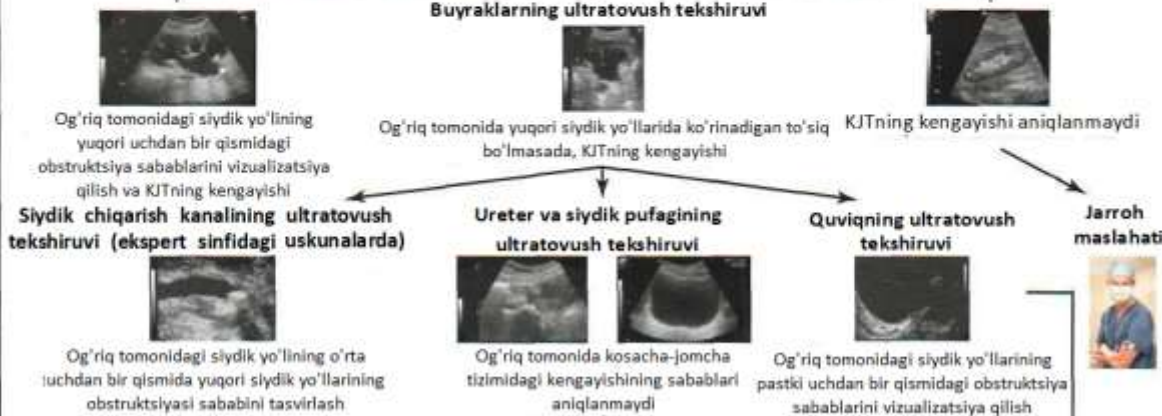 Buyraklarning ultratovush tekshiruvi
Og'riq tomonidagi siydik yo'lining
yuqori uchdan bir qismidagi
obstruktsiya sabablarini vizualizatsiya
qilish va KJTning kengayishi
Og'riq tomonida yuqori siydik yo'llarida ko'rinadigan to'siq
bo'lmasada, KJTning kengayishi
KJTning kengayishi aniqlanmaydi
Siydik chiqarish kanalining ultratovush
tekshiruvi (ekspert sinfidagi uskunalarda)
Ureter va siydik pufagining
ultratovush tekshiruvi
Quviqning ultratovush
tekshiruvi
Jarroh
maslahati
Og'riq tomonidagi siydik yo'lining o'rta
uchdan bir qismida yuqori siydik yo'llarining
obstruktsiyasi sababini tasvirlash
Og'riq tomonida kosacha-jomcha
tizimidagi kengayishining sabablari
aniqlanmaydi
Og'riq tomonidagi siydik yo'llarining
pastki uchdan bir qismidagi obstruktsiya
sabablarini vizualizatsiya qilish